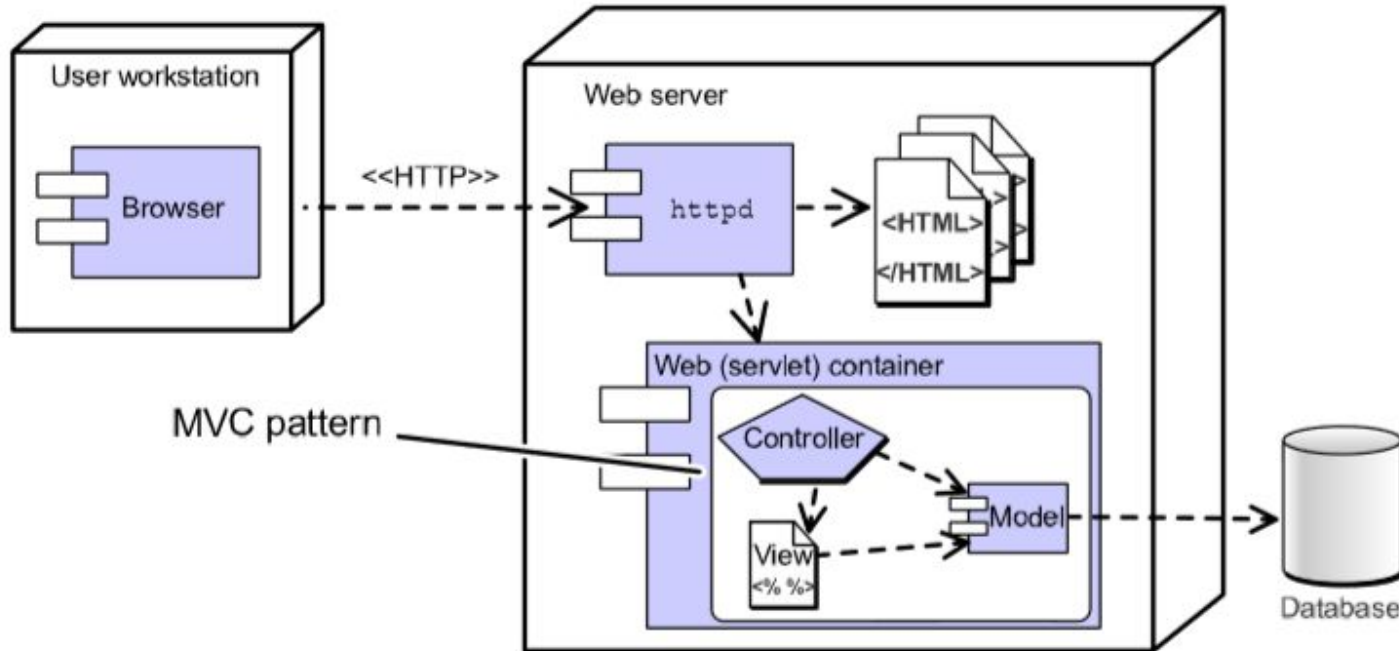 User workstation
Browser
<<HTTP>>
Web server
httpd
<HTML>
</HTML>
>
>
>
>
Web (servlet) container
MVC pattern
Controller
Model
View
<% %>
Database